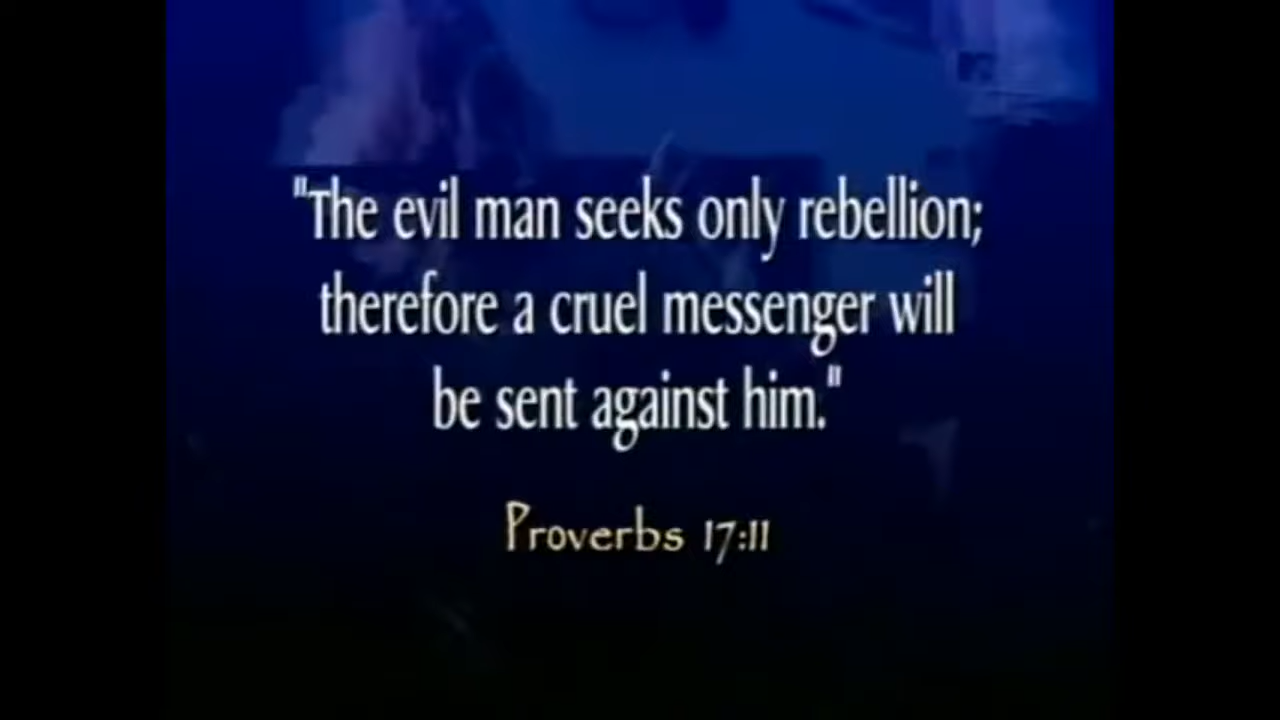 "The evil man seeks only rebellion;
therefore a cruel messenger will
be sent against him."
Proverbs 17:11